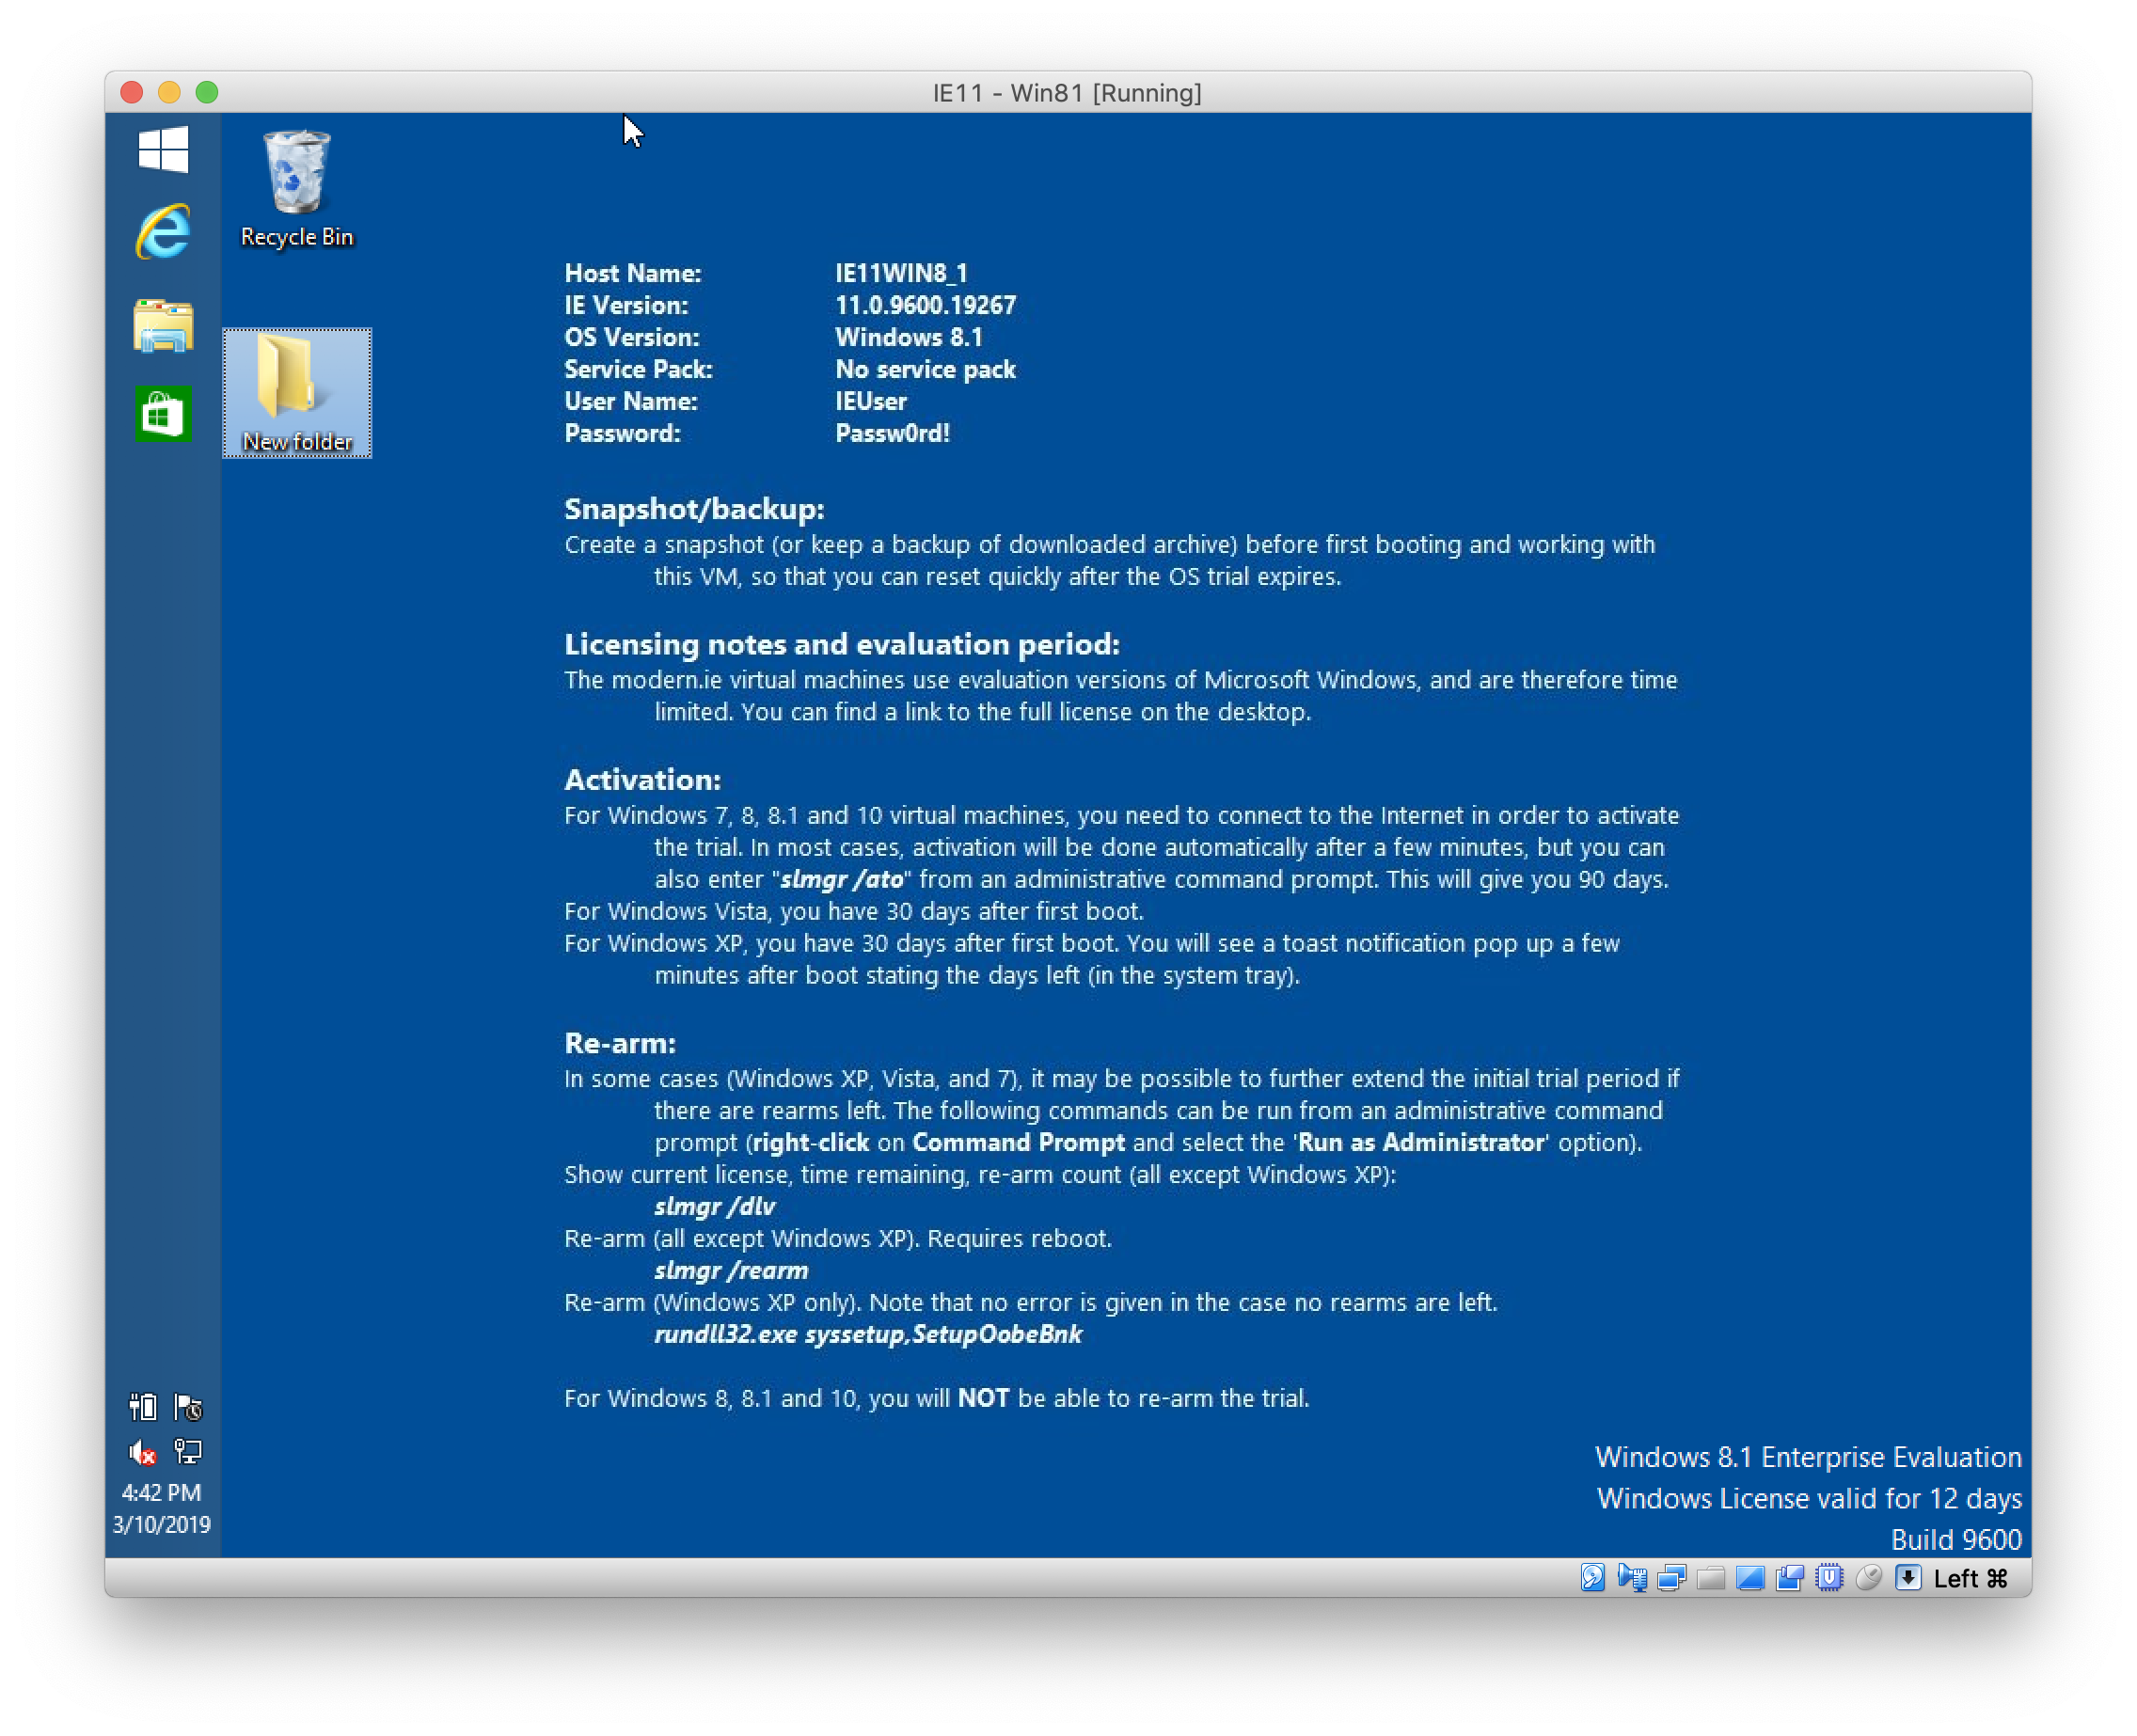 IE11 - Win81 [Running]
Recycle Bin
New folder
Host Name: IE11WIN8_1
IE Version: 11.0.9600.19267
OS Version: Windows 8.1
Service Pack: No service pack
User Name: IEUser
Password: Passw0rd!
Snapshot/backup:
Create a snapshot (or keep a backup of downloaded archive) before first booting and working with
this VM, so that you can reset quickly after the OS trial expires.
Licensing notes and evaluation period:
The modern.ie virtual machines use evaluation versions of Microsoft Windows, and are therefore time
limited. You can find a link to the full license on the desktop.
Activation:
For Windows 7, 8, 8.1 and 10 virtual machines, you need to connect to the Internet in order to activate
the trial. In most cases, activation will be done automatically after a few minutes, but you can
also enter "slmgr /ato" from an administrative command prompt. This will give you 90 days.
For Windows Vista, you have 30 days after first boot.
For Windows XP, you have 30 days after first boot. You will see a toast notification pop up a few
minutes after boot stating the days left (in the system tray).
Re-arm:
In some cases (Windows XP, Vista, and 7), it may be possible to further extend the initial trial period if
there are rearms left. The following commands can be run from an administrative command
prompt (right-click on Command Prompt and select the 'Run as Administrator' option).
Show current license, time remaining, re-arm count (all except Windows XP):
slmgr /dlv
Re-arm (all except Windows XP). Requires reboot.
slmgr /rearm
Re-arm (Windows XP only). Note that no error is given in the case no rearms are left.
rundll32.exe syssetup,SetupOobeBnk
For Windows 8, 8.1 and 10, you will NOT be able to re-arm the trial.
4:42 PM
3/10/2019
Windows 8.1 Enterprise Evaluation
Windows License valid for 12 days
Build 9600
Left ⌘